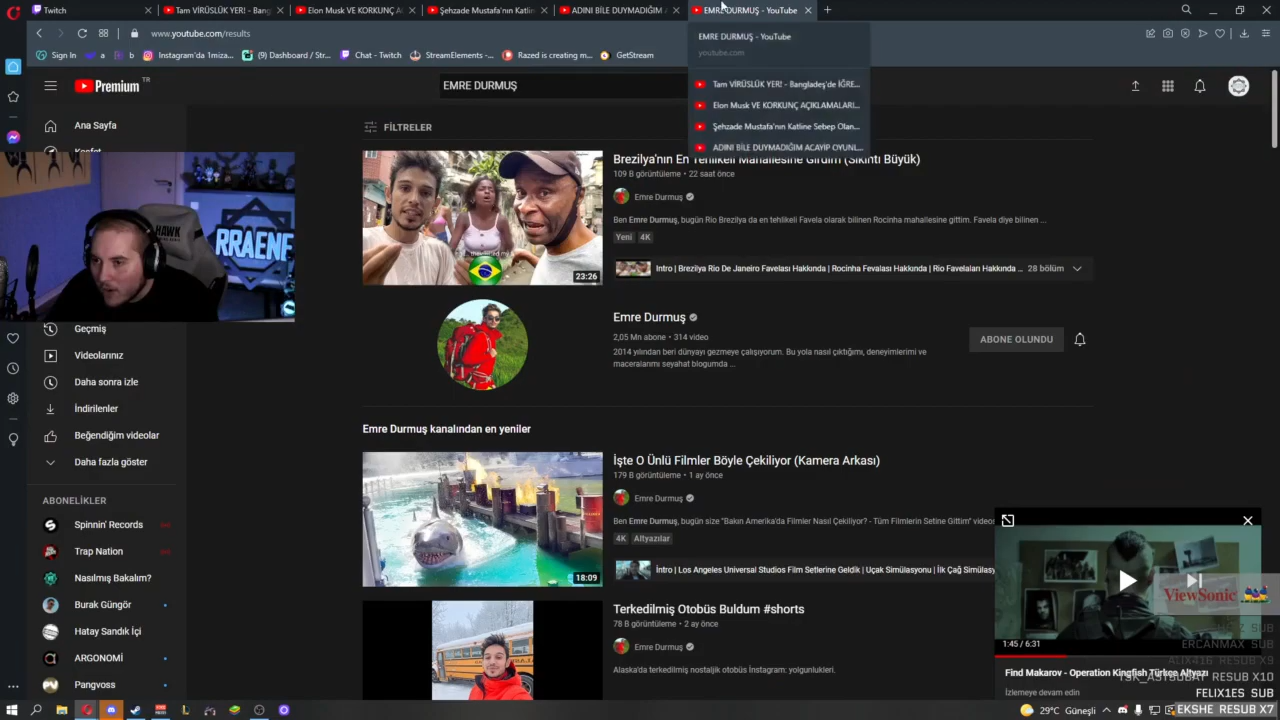 Twitch
Tam VİRÜSLÜK YER! - Bang
Elon Musk VE KORKUNÇ AÇ
Şehzade Mustafa'nın Katlin
ADINI BİLE DUYMADIĞIM A
EMRE DURMUŞ - YouTube
www.youtube.com/results
EMRE DURMUŞ - YouTube
youtube.com
Sign In
a
b
Instagram'da 1miza...
(9) Dashboard / Str...
Chat - Twitch
StreamElements -
Razed is creating m...
GetStream
Tam VİRÜSLÜK YER! - Bangladeş'de İĞRE...
Elon Musk VE KORKUNÇ AÇIKLAMALARI...
Şehzade Mustafa'nın Katline Sebep Olan...
ADINI BİLE DUYMADIĞIM ACAYİP OYUNL...
Premium TR
EMRE DURMUŞ
Ana Sayfa
Keşfet
FİLTRELER
HAWK
RRAENE
Geçmiş
Videolarınız
Daha sonra izle
İndirilenler
Beğendiğim videolar
Daha fazla göster
ABONELİKLER
Spinnin' Records
Trap Nation
Nasılmış Bakalım?
Burak Güngör
Hatay Sandık İçi
ARGONOMİ
Pangvoss
23:26
Brezilya'nın En Tehlikeli Mahallesine Girdim (Sıkıntı Büyük)
109 B görüntüleme • 22 saat önce
Emre Durmuş
Ben Emre Durmuş, bugün Rio Brezilya da en tehlikeli Favela olarak bilinen Rocinha mahallesine gittim. Favela diye bilinen ...
Yeni 4K
Intro | Brezilya Rio De Janeiro Favelası Hakkında | Rocinha Fevalası Hakkında | Rio Favelaları Hakkında ... 28 bölüm
Emre Durmuş
2,05 Mn abone • 314 video
2014 yılından beri dünyayı gezmeye çalışıyorum. Bu yola nasıl çıktığımı, deneyimlerimi ve
maceralarımı seyahat blogumda ...
ABONE OLUNDU
Emre Durmuş kanalından en yeniler
18:09
İşte O Ünlü Filmler Böyle Çekiliyor (Kamera Arkası)
179 B görüntüleme • 1 ay önce
Emre Durmuş
Ben Emre Durmuş, bugün size "Bakın Amerika'da Filmler Nasıl Çekiliyor? - Tüm Filmlerin Setine Gittim" video
4K Altyazılar
İntro | Los Angeles Universal Studios Film Setlerine Geldik | Uçak Simülasyonu | İlk Çağ Simülasy
Terkedilmiş Otobüs Buldum #shorts
78 B görüntüleme • 2 ay önce
Emre Durmuş
Alaska'da terkedilmiş nostaljik otobüs İnstagram: yolgunlukleri.
ViewSonic
1:45 / 6:31
Find Makarov - Operation Kingfish Türkçe Altyazı
İzlemeye devam edin
SUB
ERCANMAX SUB
RESUB X9
RESUB X10
FELIX1ES SUB
EKSHE RESUB X7
29°C Güneşli